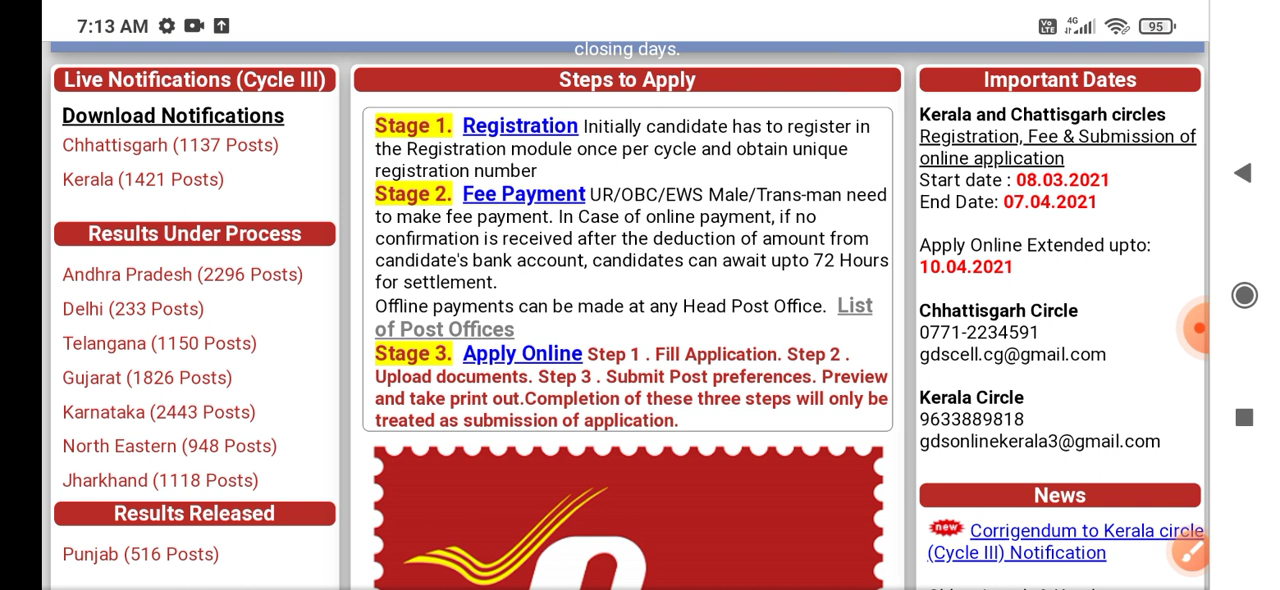 7:13 AM
Vo LTE 4G 95
closing days.
Live Notifications (Cycle III)
Download Notifications
Chhattisgarh (1137 Posts)
Kerala (1421 Posts)
Results Under Process
Andhra Pradesh (2296 Posts)
Delhi (233 Posts)
Telangana (1150 Posts)
Gujarat (1826 Posts)
Karnataka (2443 Posts)
North Eastern (948 Posts)
Jharkhand (1118 Posts)
Results Released
Punjab (516 Posts)
Steps to Apply
Stage 1. Registration Initially candidate has to register in
the Registration module once per cycle and obtain unique
registration number
Stage 2. Fee Payment UR/OBC/EWS Male/Trans-man need
to make fee payment. In Case of online payment, if no
confirmation is received after the deduction of amount from
candidate's bank account, candidates can await upto 72 Hours
for settlement.
Offline payments can be made at any Head Post Office. List
of Post Offices
Stage 3. Apply Online Step 1 . Fill Application. Step 2 .
Upload documents. Step 3 . Submit Post preferences. Preview
and take print out.Completion of these three steps will only be
treated as submission of application.
Important Dates
Kerala and Chattisgarh circles
Registration, Fee & Submission of
online application
Start date : 08.03.2021
End Date: 07.04.2021
Apply Online Extended upto:
10.04.2021
Chhattisgarh Circle
0771-2234591
gdscell.cg@gmail.com
Kerala Circle
9633889818
gdsonlinekerala3@gmail.com
News
new Corrigendum to Kerala circle
(Cycle III) Notification